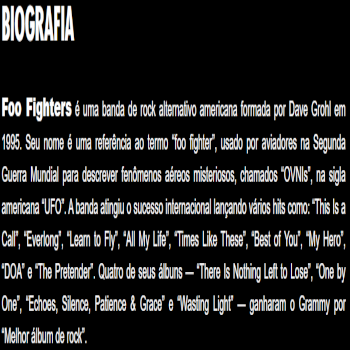 BIOGRAFIA
Foo Fighters é uma banda de rock alternativo americana formada por Dave Grohl em
1995. Seu nome é uma referência ao termo “foo fighter”, usado por aviadores na Segunda
Guerra Mundial para descrever fenômenos aéreos misteriosos, chamados “OVNIs”, na sigla
americana “UFO”. A banda atingiu o sucesso internacional lançando vários hits como: “This Is a
Call”, “Everlong”, “Learn to Fly”, “All My Life”, “Times Like These”, “Best of You”, “My Hero”,
“DOA” e “The Pretender”. Quatro de seus álbuns — “There Is Nothing Left to Lose”, “One by
One”, “Echoes, Silence, Patience & Grace” e “Wasting Light” — ganharam o Grammy por
“Melhor álbum de rock”.